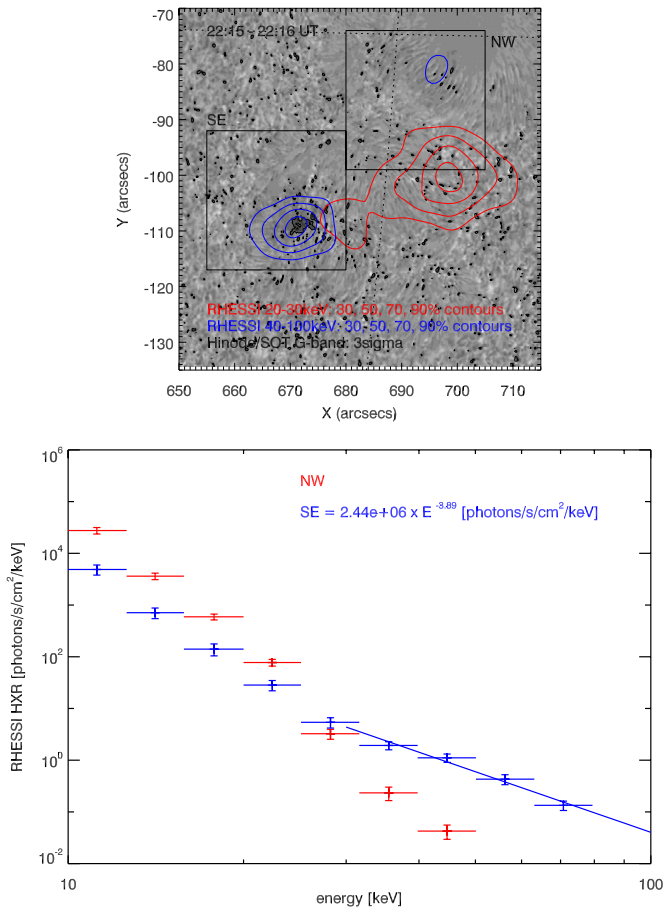 -70
22:15 - 22:16 UT
NW
-80
-90
SE
-100
Y (arcsecs)
-110
-120
RHESSI 20-30keV: 30, 50, 70, 90% contours
RHESSI 40-100keV: 30, 50, 70, 90% contours
Hinode/SOT G-band: 3sigma
-130
650 660 670 680 690 700 710
X (arcsecs)
10^6
NW
SE = 2.44e+06 x E^-3.89 [photons/s/cm^2/keV]
10^4
10^2
RHESSI HXR [photons/s/cm^2/keV]
10^0
10^-2
10 100
energy [keV]